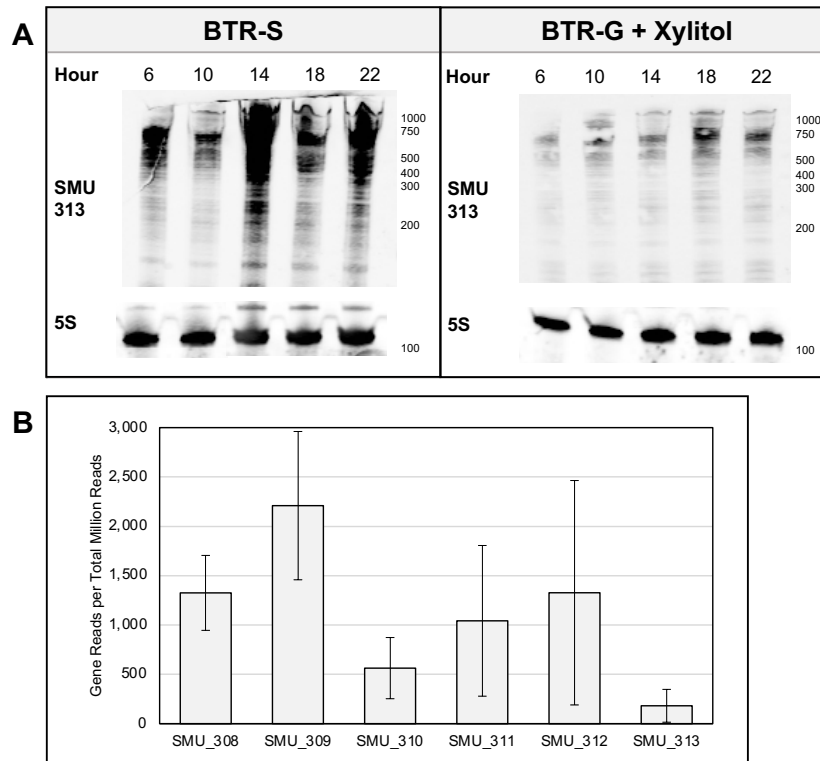 A
BTR-S
BTR-G + Xylitol
Hour 6 10 14 18 22
Hour 6 10 14 18 22
SMU
313
1000
750
500
400
300
200
5S
100
SMU
313
1000
750
500
400
300
200
5S
100
B
Gene Reads per Total Million Reads
3,000
2,500
2,000
1,500
1,000
500
0
SMU_308 SMU_309 SMU_310 SMU_311 SMU_312 SMU_313